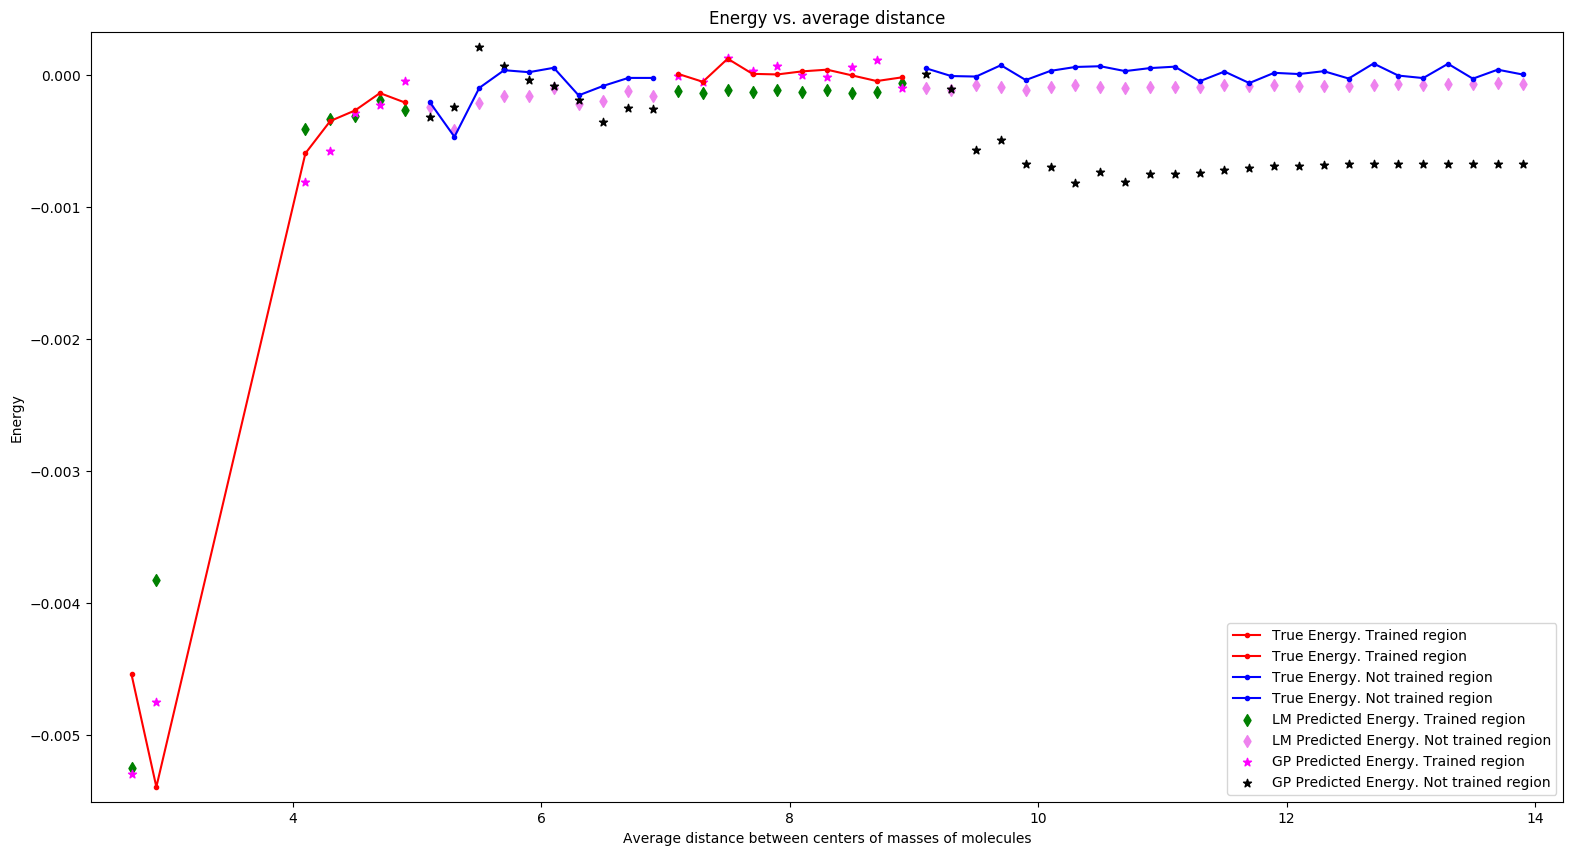 Energy vs. average distance
0.000
−0.001
−0.002
−0.003
−0.004
−0.005
Energy
4
6
8
10
12
14
Average distance between centers of masses of molecules
True Energy. Trained region
True Energy. Trained region
True Energy. Not trained region
True Energy. Not trained region
LM Predicted Energy. Trained region
LM Predicted Energy. Not trained region
GP Predicted Energy. Trained region
GP Predicted Energy. Not trained region